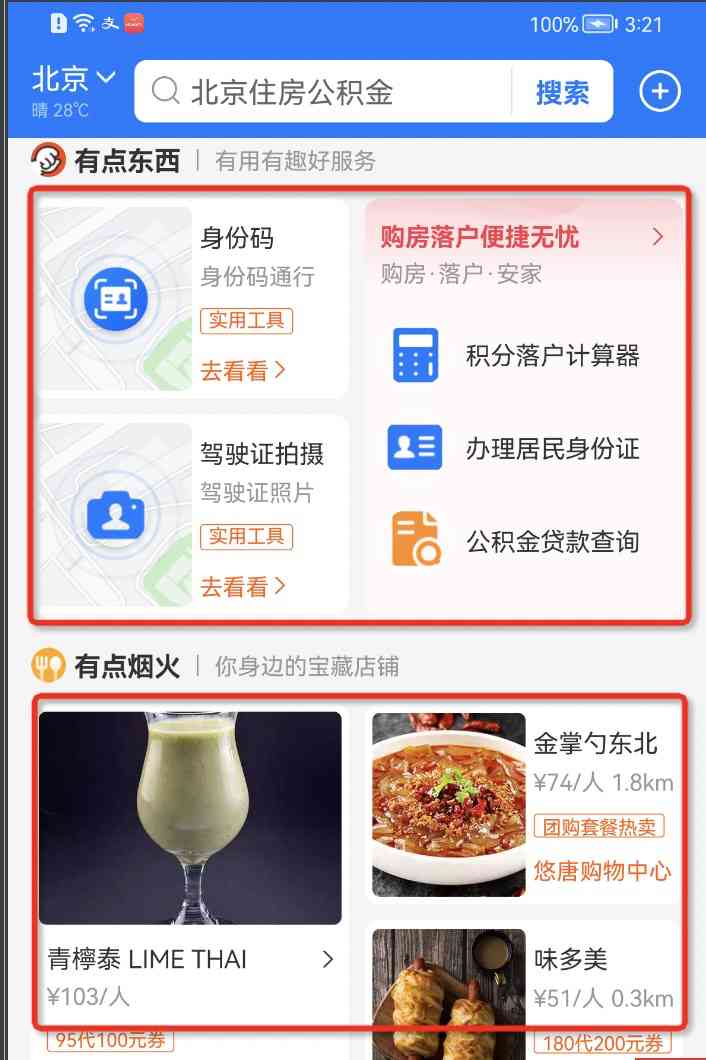 100% 3:21
北京
晴 28℃
北京住房公积金
搜索
有点东西 | 有用有趣好服务
身份码
身份码通行
实用工具
去看看
驾驶证拍摄
驾驶证照片
实用工具
去看看
购房落户便捷无忧
购房·落户·安家
积分落户计算器
办理居民身份证
公积金贷款查询
有点烟火 | 你身边的宝藏店铺
青檸泰 LIME THAI
¥103/人
95代100元券
金掌勺东北
¥74/人 1.8km
团购套餐热卖
悠唐购物中心
味多美
¥51/人 0.3km
180代200元券